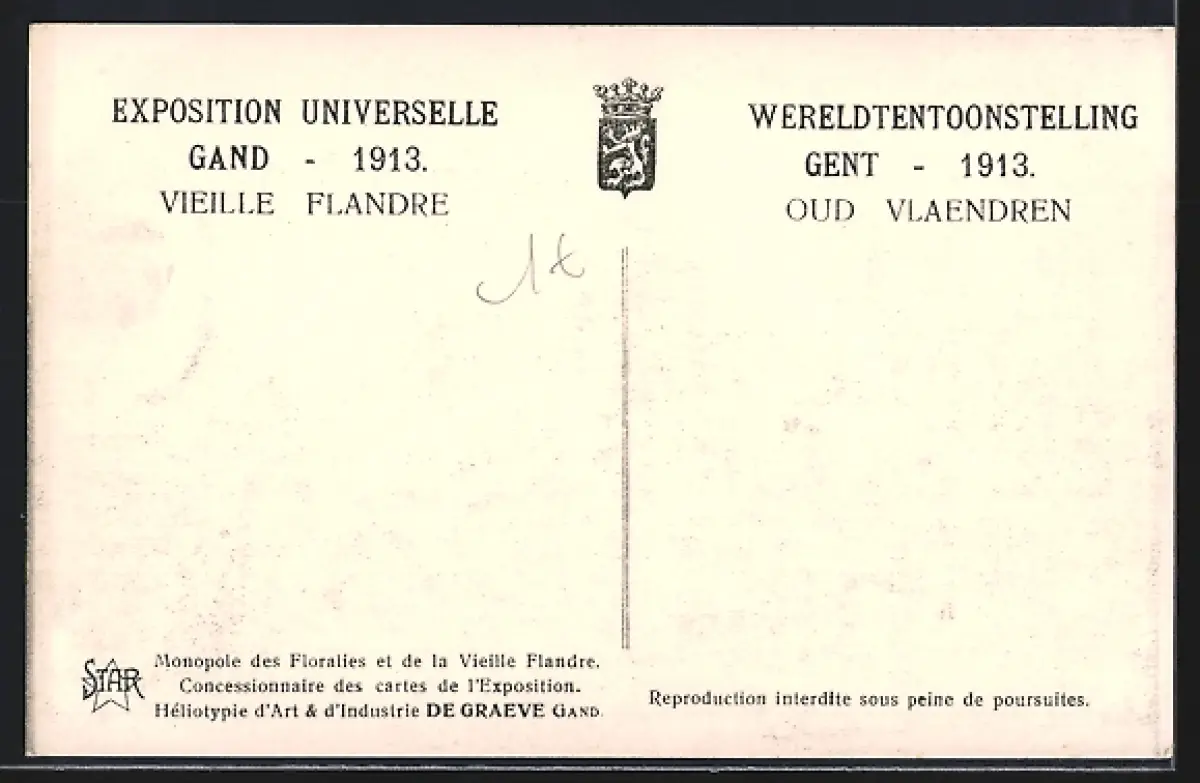 EXPOSITION UNIVERSELLE
GAND - 1913.
VIEILLE FLANDRE
WERELDTENTOONSTELLING
GENT - 1913.
OUD VLAENDREN
STAR
Monopole des Floralies et de la Vieille Flandre.
Concessionnaire des cartes de l'Exposition.
Héliotypie d'Art & d'Industrie DE GRAEVE GAND.
Reproduction interdite sous peine de poursuites.